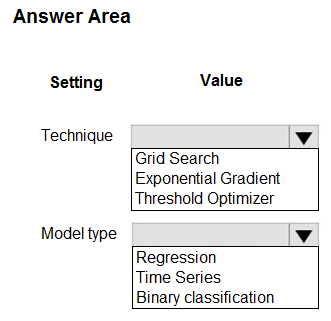 Answer Area
Setting Value
Technique
Grid Search
Exponential Gradient
Threshold Optimizer
Model type
Regression
Time Series
Binary classification